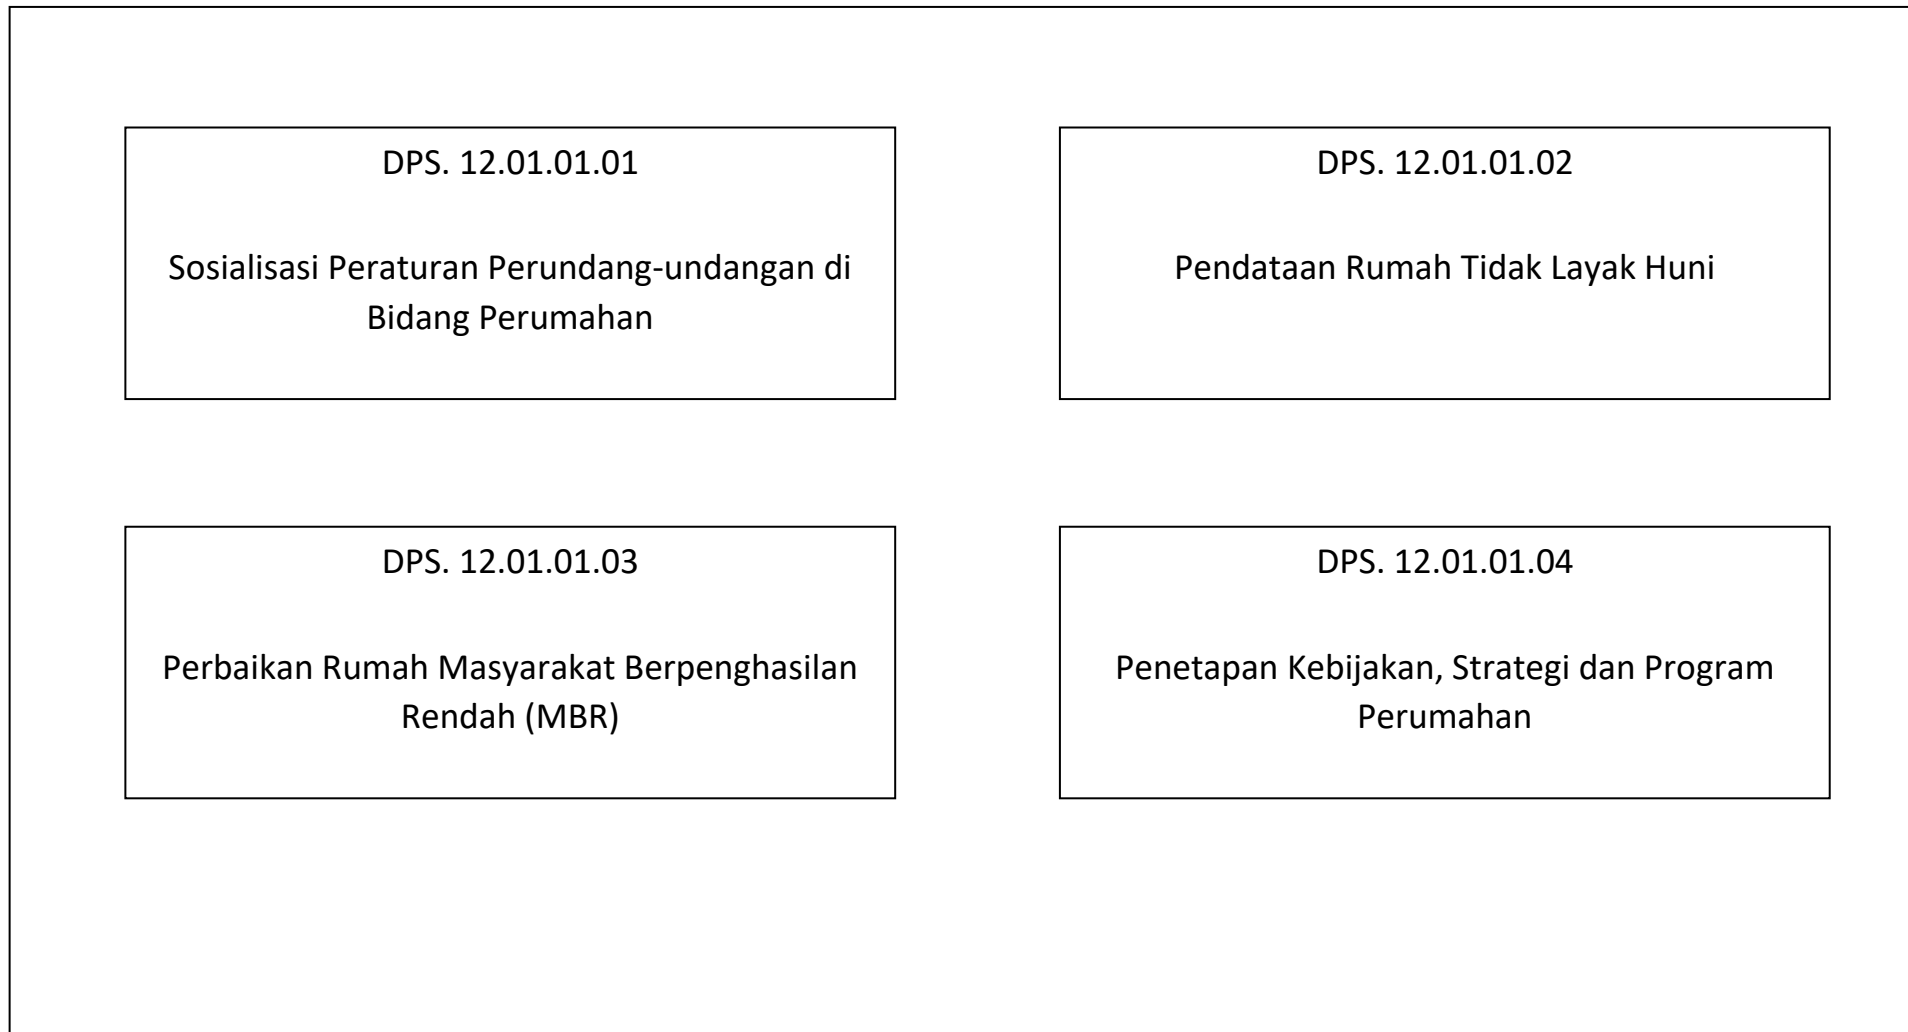 DPS. 12.01.01.01
Sosialisasi Peraturan Perundang-undangan di
Bidang Perumahan
DPS. 12.01.01.02
Pendataan Rumah Tidak Layak Huni
DPS. 12.01.01.03
Perbaikan Rumah Masyarakat Berpenghasilan
Rendah (MBR)
DPS. 12.01.01.04
Penetapan Kebijakan, Strategi dan Program
Perumahan